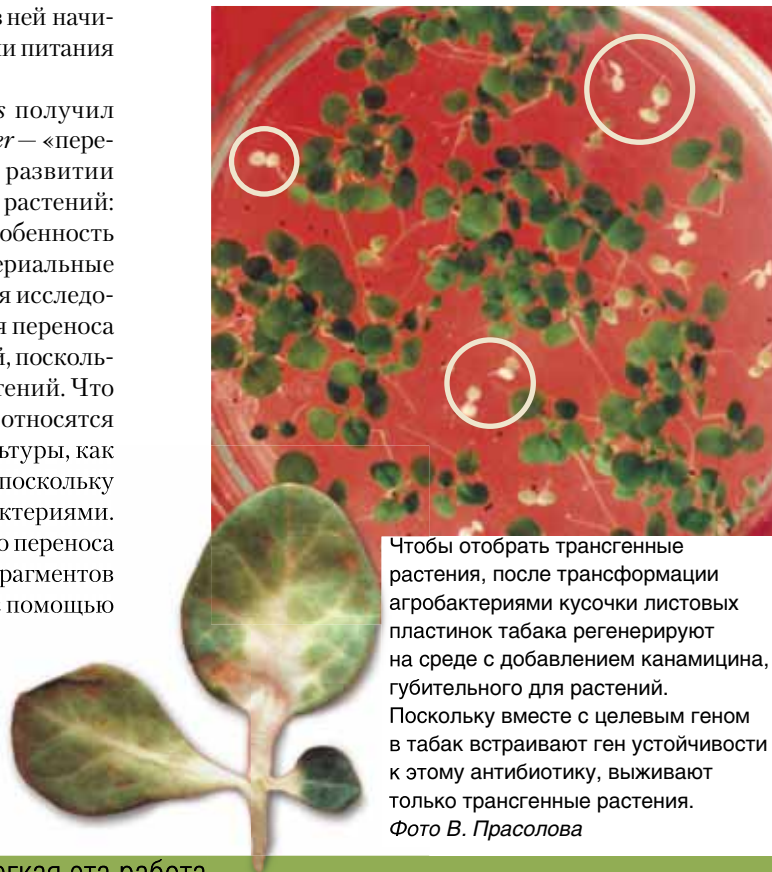 в ней начи-
ли питания
s получил
er – «пере-
развитии
растений:
обенность
ериальные
я исследо-
я переноса
й, посколь-
тений. Что
относятся
ьтуры, как
поскольку
ктериями.
о переноса
рагментов
помощью
Чтобы отобрать трансгенные
растения, после трансформации
агробактериями кусочки листовых
пластинок табака регенерируют
на среде с добавлением канамицина,
губительного для растений.
Поскольку вместе с целевым геном
в табак встраивают ген устойчивости
к этому антибиотику, выживают
только трансгенные растения.
Фото В. Прасолова
эта работа